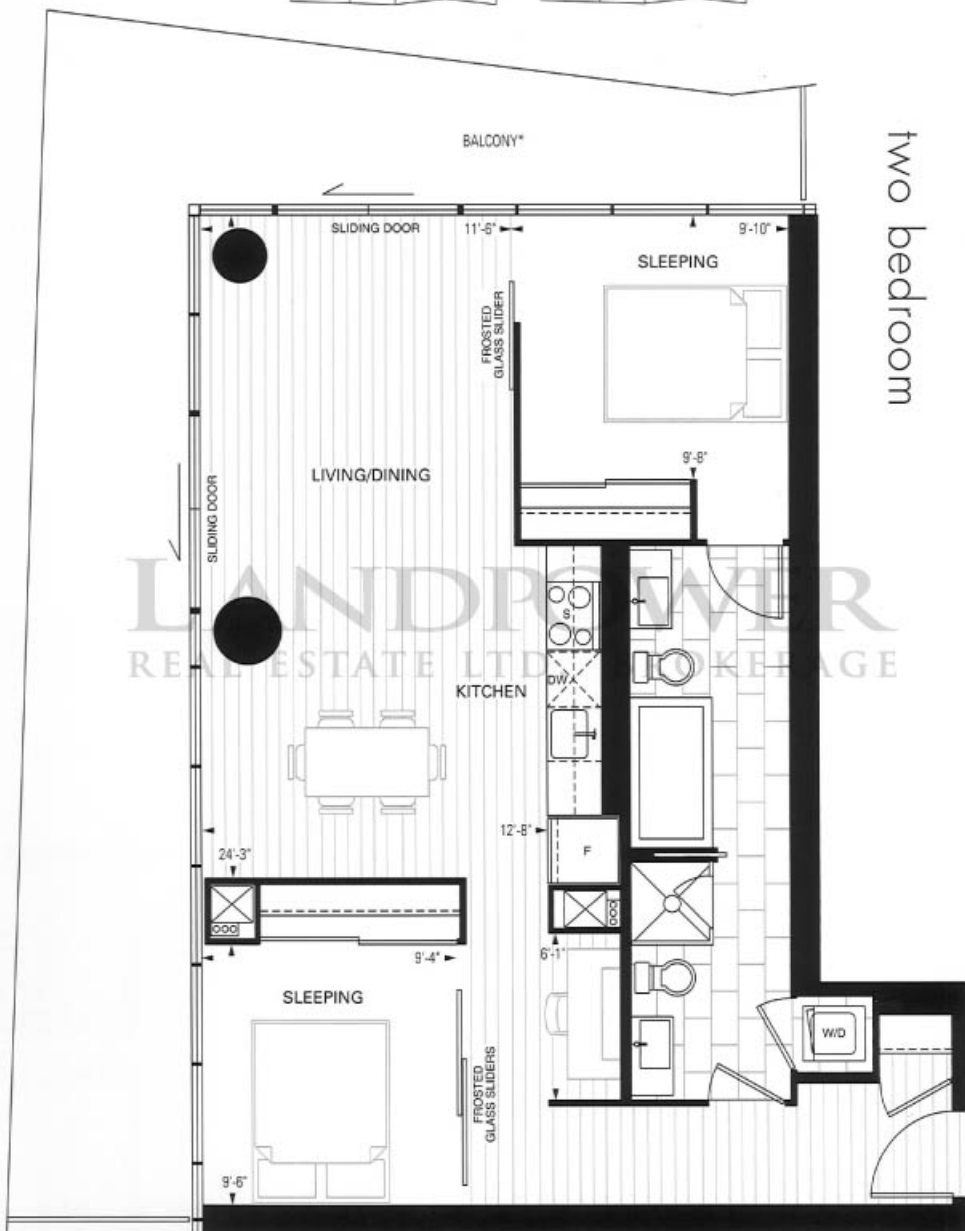 two bedroom
BALCONY*
SLIDING DOOR
11'-6"
9'-10"
SLEEPING
FROSTED
GLASS SLIDER
9'-8"
LIVING/DINING
SLIDING DOOR
LANDPOWER
REAL ESTATE LTD. BROKERAGE
S
DW
KITCHEN
12'-8"
F
24'-3"
9'-4"
6'-1"
SLEEPING
W/D
FROSTED
GLASS SLIDERS
9'-6"